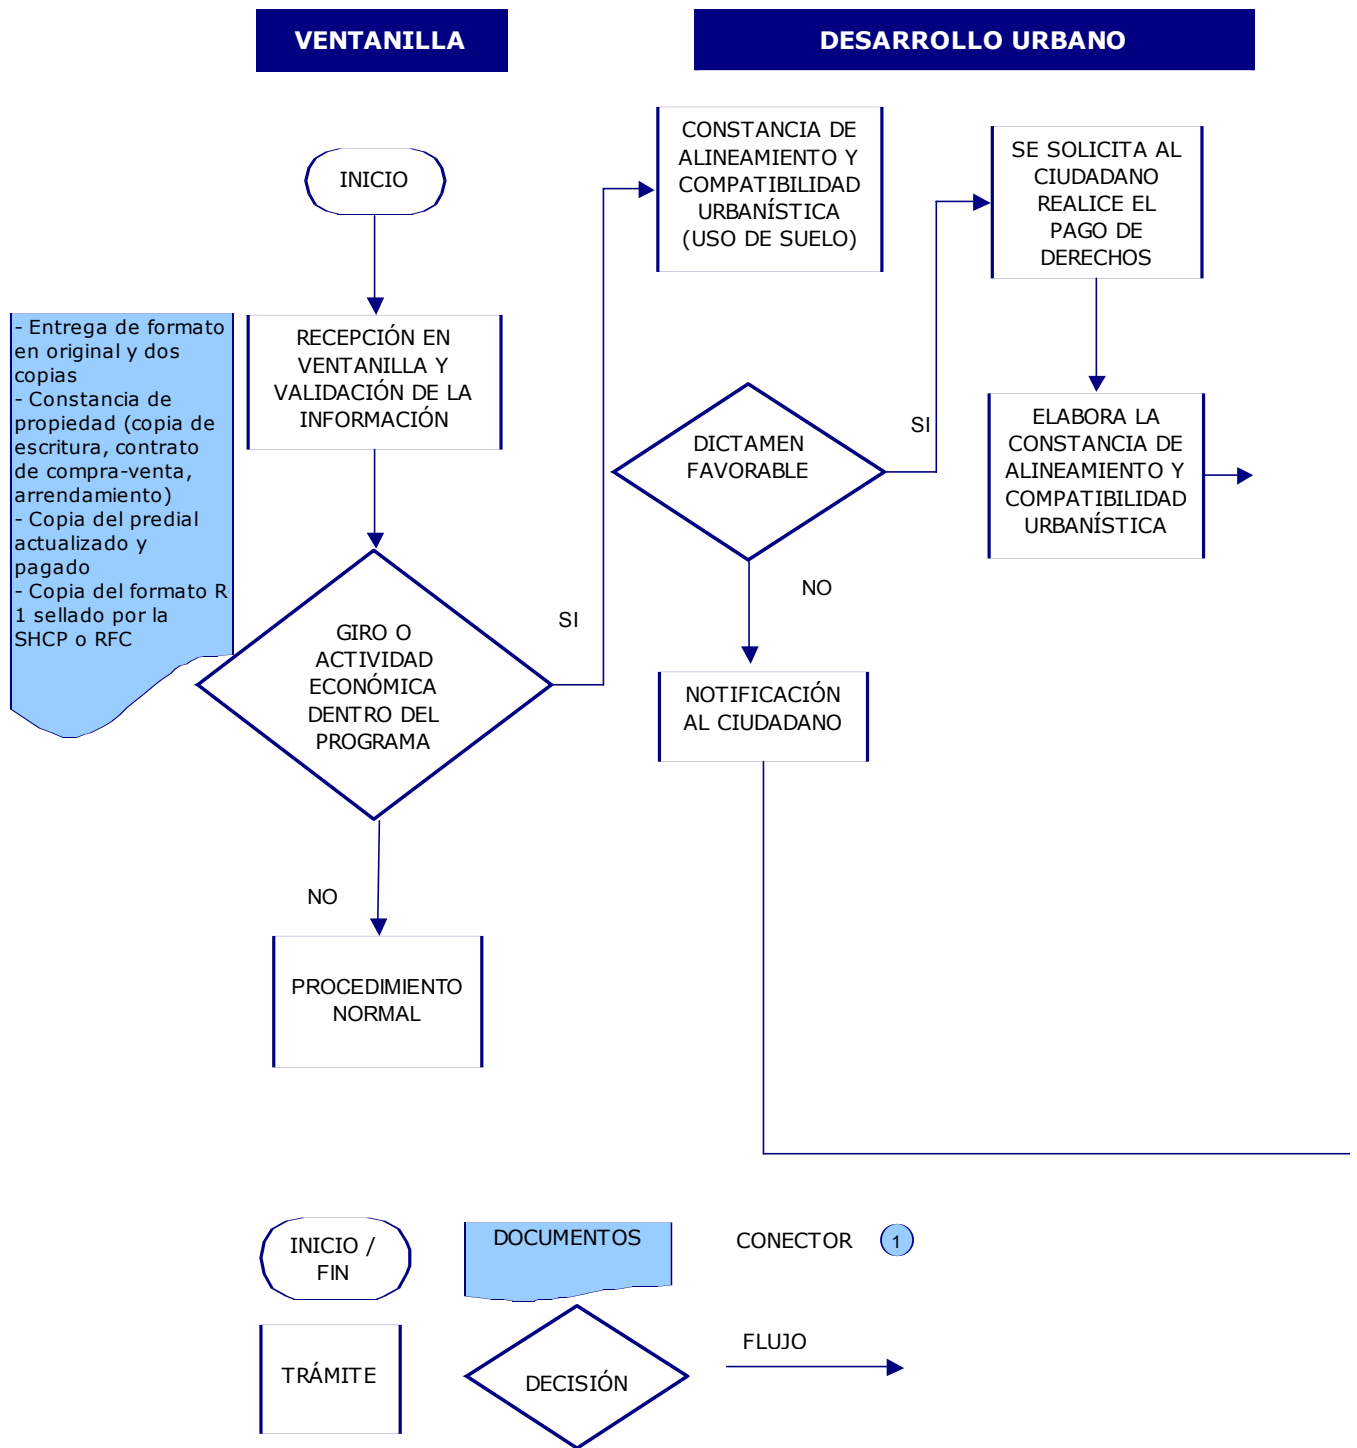 VENTANILLA
DESARROLLO URBANO
INICIO
CONSTANCIA DE
ALINEAMIENTO Y
COMPATIBILIDAD
URBANÍSTICA
(USO DE SUELO)
SE SOLICITA AL
CIUDADANO
REALICE EL
PAGO DE
DERECHOS
- Entrega de formato
en original y dos
copias
- Constancia de
propiedad (copia de
escritura, contrato
de compra-venta,
arrendamiento)
- Copia del predial
actualizado y
pagado
- Copia del formato R
1 sellado por la
SHCP o RFC
RECEPCIÓN EN
VENTANILLA Y
VALIDACIÓN DE LA
INFORMACIÓN
DICTAMEN
FAVORABLE
SI
ELABORA LA
CONSTANCIA DE
ALINEAMIENTO Y
COMPATIBILIDAD
URBANÍSTICA
NO
SI
GIRO O
ACTIVIDAD
ECONÓMICA
DENTRO DEL
PROGRAMA
NOTIFICACIÓN
AL CIUDADANO
NO
PROCEDIMIENTO
NORMAL
INICIO /
FIN
DOCUMENTOS
CONECTOR 1
TRÁMITE
DECISIÓN
FLUJO